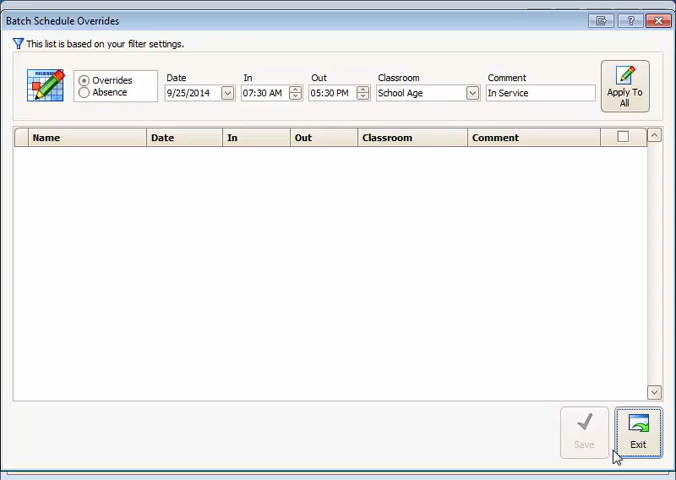 Batch Schedule Overrides
?
This list is based on your filter settings.
Overrides
Absence
Date
In
Out
Classroom
Comment
9/25/2014
07:30 AM
05:30 PM
School Age
In Service
Apply To
All
Name
Date
In
Out
Classroom
Comment
Save
Exit